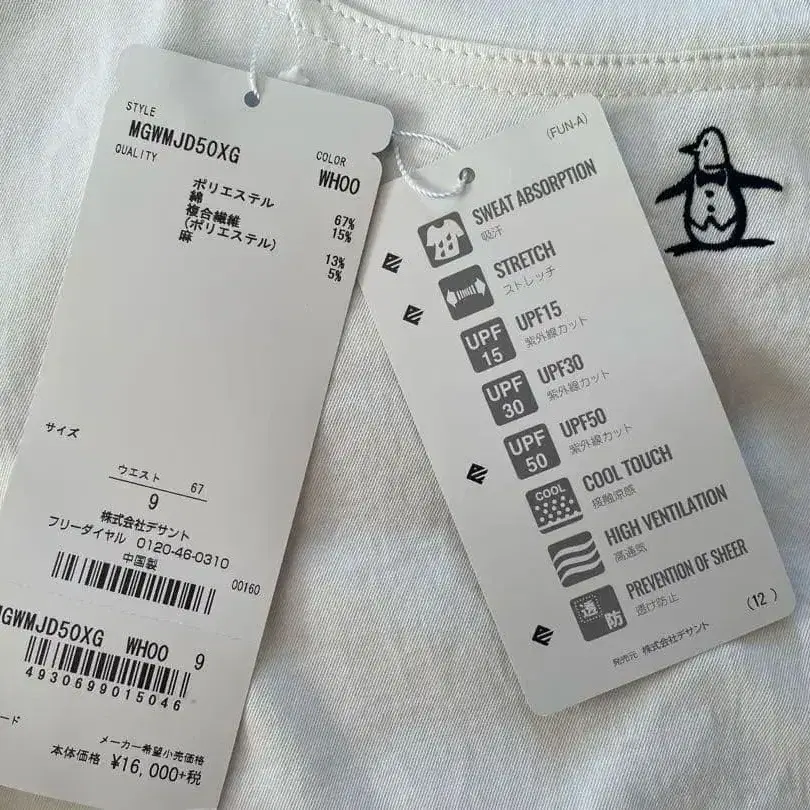 STYLE
MGWMJD50XG
QUALITY
COLOR
WH00
ポリエステル 67%
綿 15%
複合繊維
(ポリエステル) 13%
麻 5%
サイズ
ウエスト 67
9
株式会社デサント
フリーダイヤル 0120-46-0310
中国製
00160
MGWMJD50XG WH00 9
4930699015046
ード
メーカー希望小売価格
本体価格 ¥16,000+税
(FUN-A)
SWEAT ABSORPTION
吸汗
STRETCH
ストレッチ
UPF 15
UPF15
紫外線カット
UPF 30
UPF30
紫外線カット
UPF 50
UPF50
紫外線カット
COOL
COOL TOUCH
接触涼感
HIGH VENTILATION
高通気
透防
PREVENTION OF SHEER
透け防止
発売元 株式会社デサント
(12)